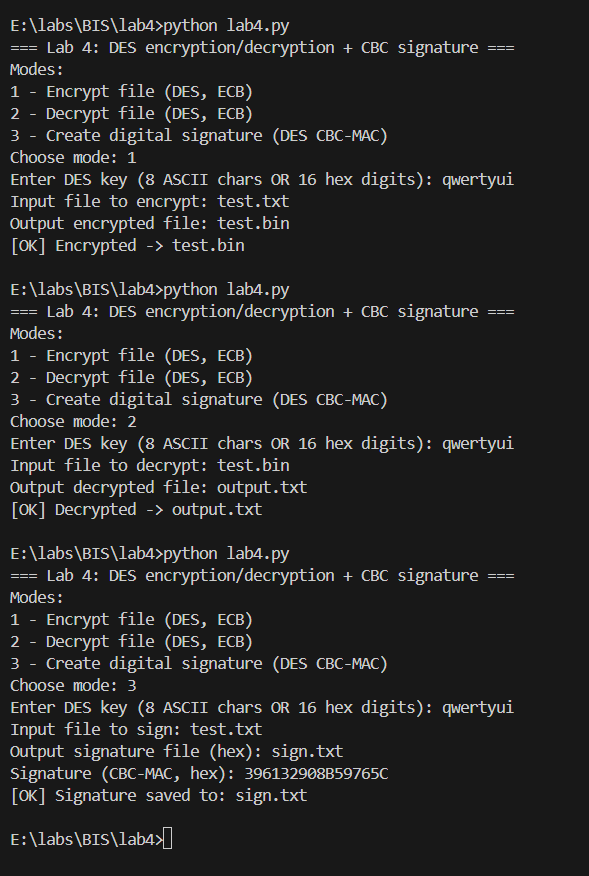 E:\labs\BIS\lab4>python lab4.py
=== Lab 4: DES encryption/decryption + CBC signature ===
Modes:
1 - Encrypt file (DES, ECB)
2 - Decrypt file (DES, ECB)
3 - Create digital signature (DES CBC-MAC)
Choose mode: 1
Enter DES key (8 ASCII chars OR 16 hex digits): qwertyui
Input file to encrypt: test.txt
Output encrypted file: test.bin
[OK] Encrypted -> test.bin
E:\labs\BIS\lab4>python lab4.py
=== Lab 4: DES encryption/decryption + CBC signature ===
Modes:
1 - Encrypt file (DES, ECB)
2 - Decrypt file (DES, ECB)
3 - Create digital signature (DES CBC-MAC)
Choose mode: 2
Enter DES key (8 ASCII chars OR 16 hex digits): qwertyui
Input file to decrypt: test.bin
Output decrypted file: output.txt
[OK] Decrypted -> output.txt
E:\labs\BIS\lab4>python lab4.py
=== Lab 4: DES encryption/decryption + CBC signature ===
Modes:
1 - Encrypt file (DES, ECB)
2 - Decrypt file (DES, ECB)
3 - Create digital signature (DES CBC-MAC)
Choose mode: 3
Enter DES key (8 ASCII chars OR 16 hex digits): qwertyui
Input file to sign: test.txt
Output signature file (hex): sign.txt
Signature (CBC-MAC, hex): 396132908B59765C
[OK] Signature saved to: sign.txt
E:\labs\BIS\lab4>